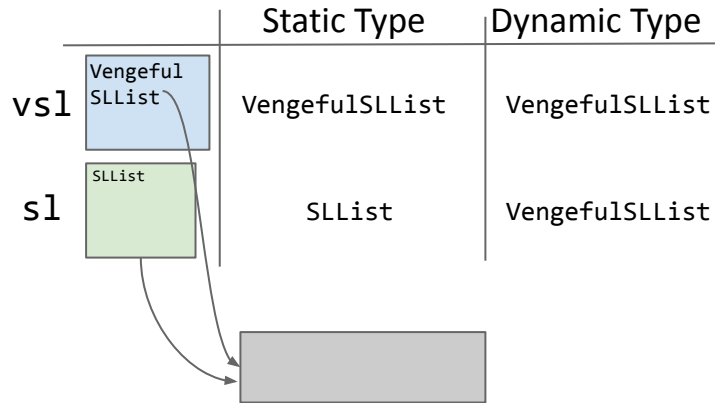 Static Type
Dynamic Type
vsl
Vengeful
SLList
VengefulSLList
VengefulSLList
sl
SLList
SLList
VengefulSLList